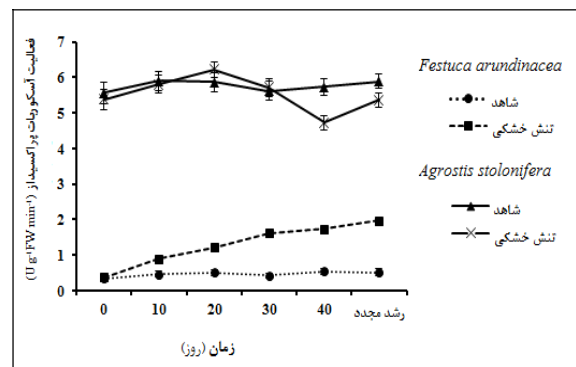 فعالیت آسکوربات پراکسیداز
(U g-1FW min-1)
7
6
5
4
3
2
1
0
0 10 20 30 40 رشد مجدد
زمان (روز)
Festuca arundinacea
شاهد
تنش خشکی
Agrostis stolonifera
شاهد
تنش خشکی